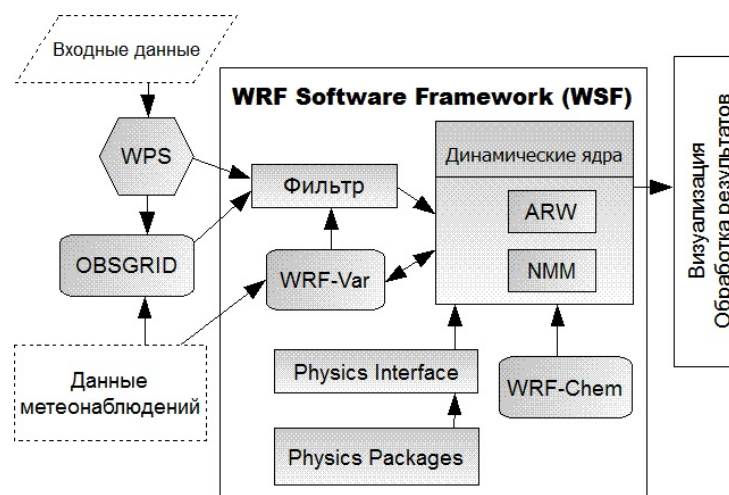 Входные данные
WRF Software Framework (WSF)
WPS
Фильтр
Динамические ядра
ARW
NMM
OBSGRID
WRF-Var
Данные
метеонаблюдений
Physics Interface
WRF-Chem
Physics Packages
Визуализация
Обработка результатов